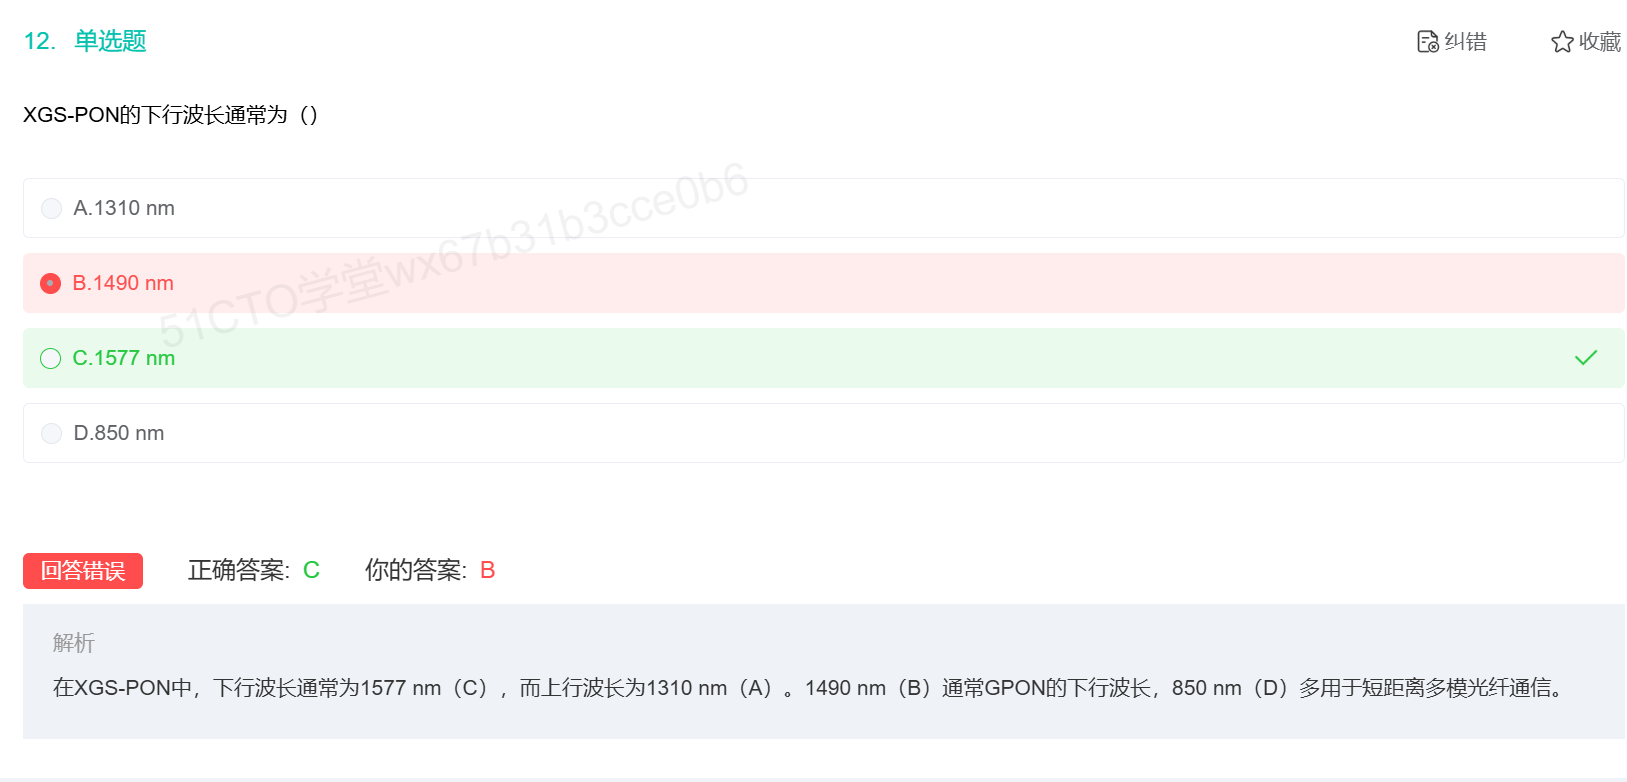 12. 单选题
纠错
收藏
XGS-PON的下行波长通常为（）
A.1310 nm
B.1490 nm
C.1577 nm
D.850 nm
51CTO学堂wx67b31b3cce0b6
回答错误 正确答案: C 你的答案: B
解析
在XGS-PON中，下行波长通常为1577 nm（C），而上行波长为1310 nm（A）。1490 nm（B）通常GPON的下行波长，850 nm（D）多用于短距离多模光纤通信。